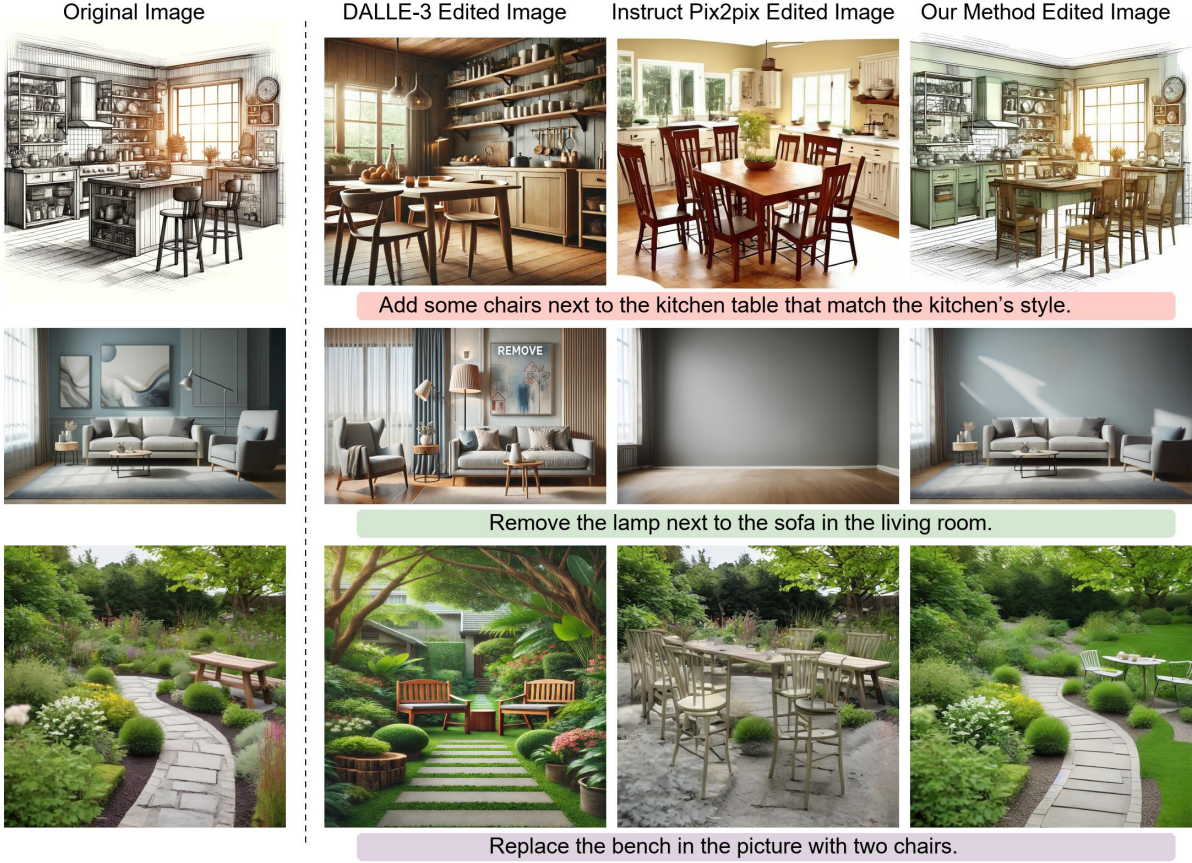 Original Image
DALLE-3 Edited Image
Instruct Pix2pix Edited Image
Our Method Edited Image
Add some chairs next to the kitchen table that match the kitchen's style.
REMOVE
Remove the lamp next to the sofa in the living room.
Replace the bench in the picture with two chairs.